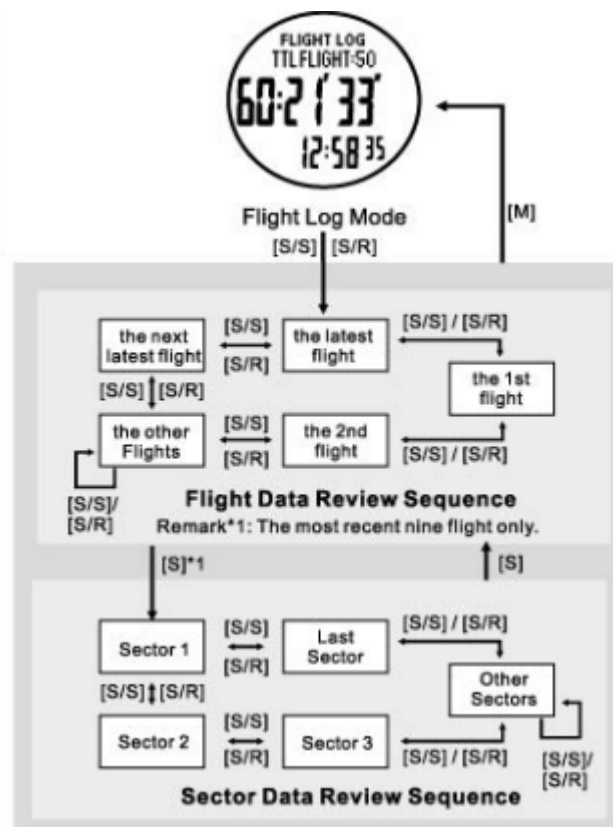 FLIGHT LOG
TTLFLIGHT:50
60:21'33"
12:58 35
Flight Log Mode
[S/S] [S/R]
[M]
the next
latest flight
[S/S]
[S/R]
the latest
flight
[S/S] / [S/R]
the 1st
flight
[S/S] [S/R]
the other
Flights
[S/S]
[S/R]
the 2nd
flight
[S/S] / [S/R]
[S/S]/
[S/R]
Flight Data Review Sequence
Remark*1: The most recent nine flight only.
[S]*1
[S]
Sector 1
[S/S]
[S/R]
Last
Sector
[S/S] / [S/R]
Other
Sectors
[S/S] [S/R]
Sector 2
[S/S]
[S/R]
Sector 3
[S/S] / [S/R]
[S/S]/
[S/R]
Sector Data Review Sequence